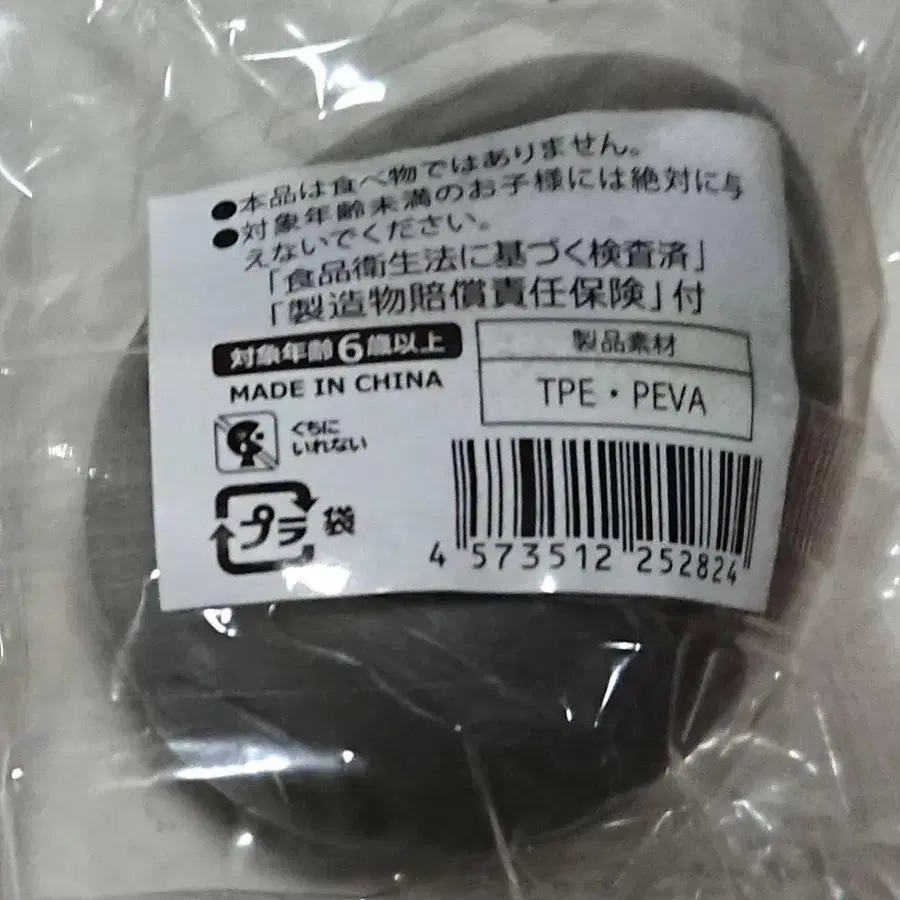 ●本品は食べ物ではありません。
●対象年齢未満のお子様には絶対に与
えないでください。
「食品衛生法に基づく検査済」
「製造物賠償責任保険」付
対象年齢6歳以上
MADE IN CHINA
製品素材
TPE・PEVA
くちに
いれない
プラ 袋
4 573512 252824